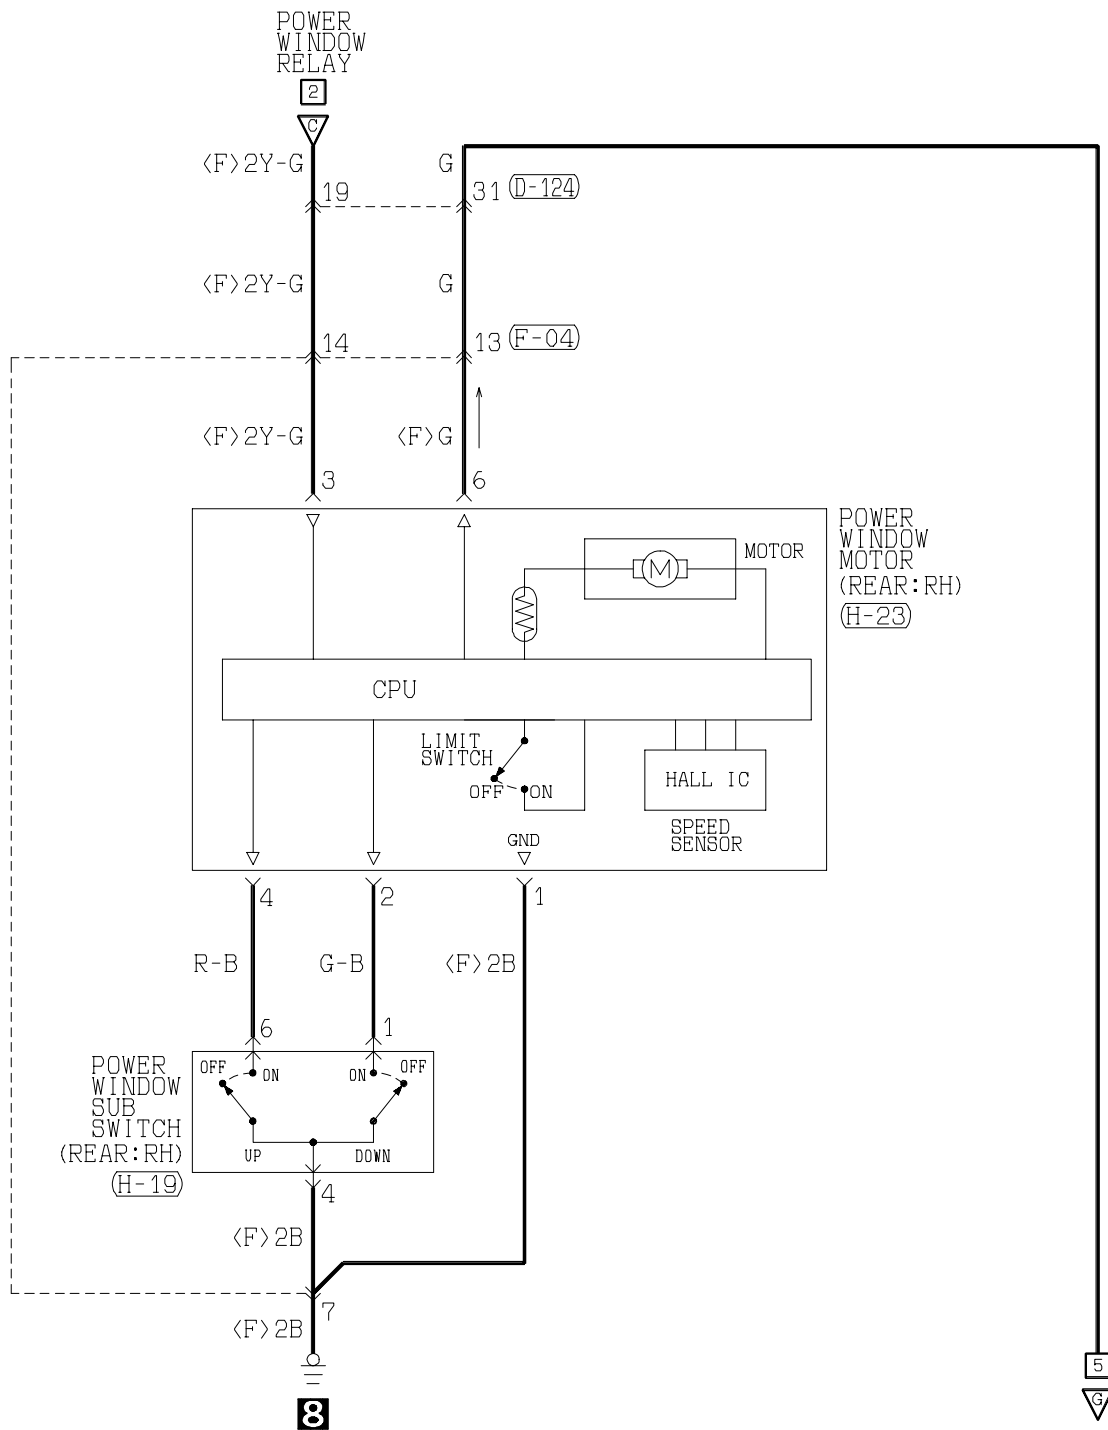 POWER
WINDOW
RELAY
2
C
<F>2Y-G
G
19
31
D-124
<F>2Y-G
G
14
13
F-04
<F>2Y-G
<F>G
3
6
POWER
WINDOW
MOTOR
(REAR:RH)
H-23
MOTOR
M
CPU
LIMIT
SWITCH
OFF
ON
HALL IC
SPEED
SENSOR
GND
4
2
1
R-B
G-B
<F>2B
6
1
POWER
WINDOW
SUB
SWITCH
(REAR:RH)
H-19
OFF
ON
ON
OFF
UP
DOWN
4
<F>2B
7
<F>2B
8
5
G